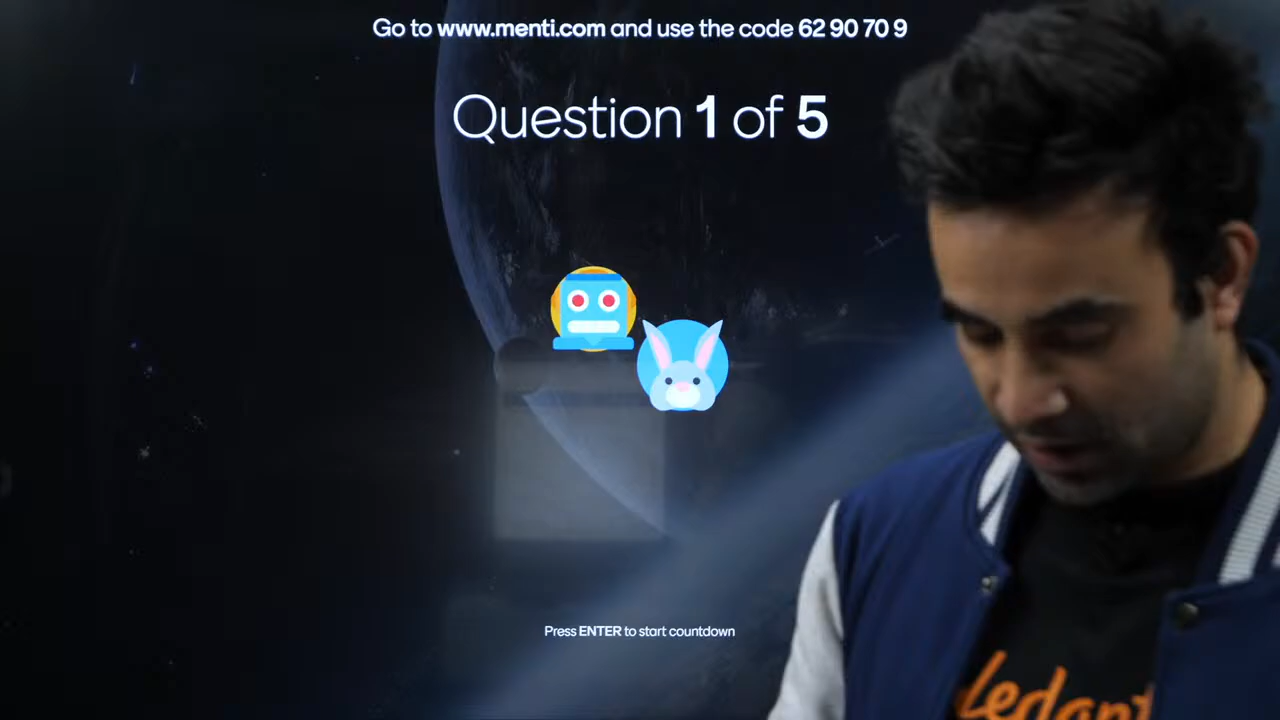 Go to www.menti.com and use the code 62 90 70 9
Question 1 of 5
Press ENTER to start countdown